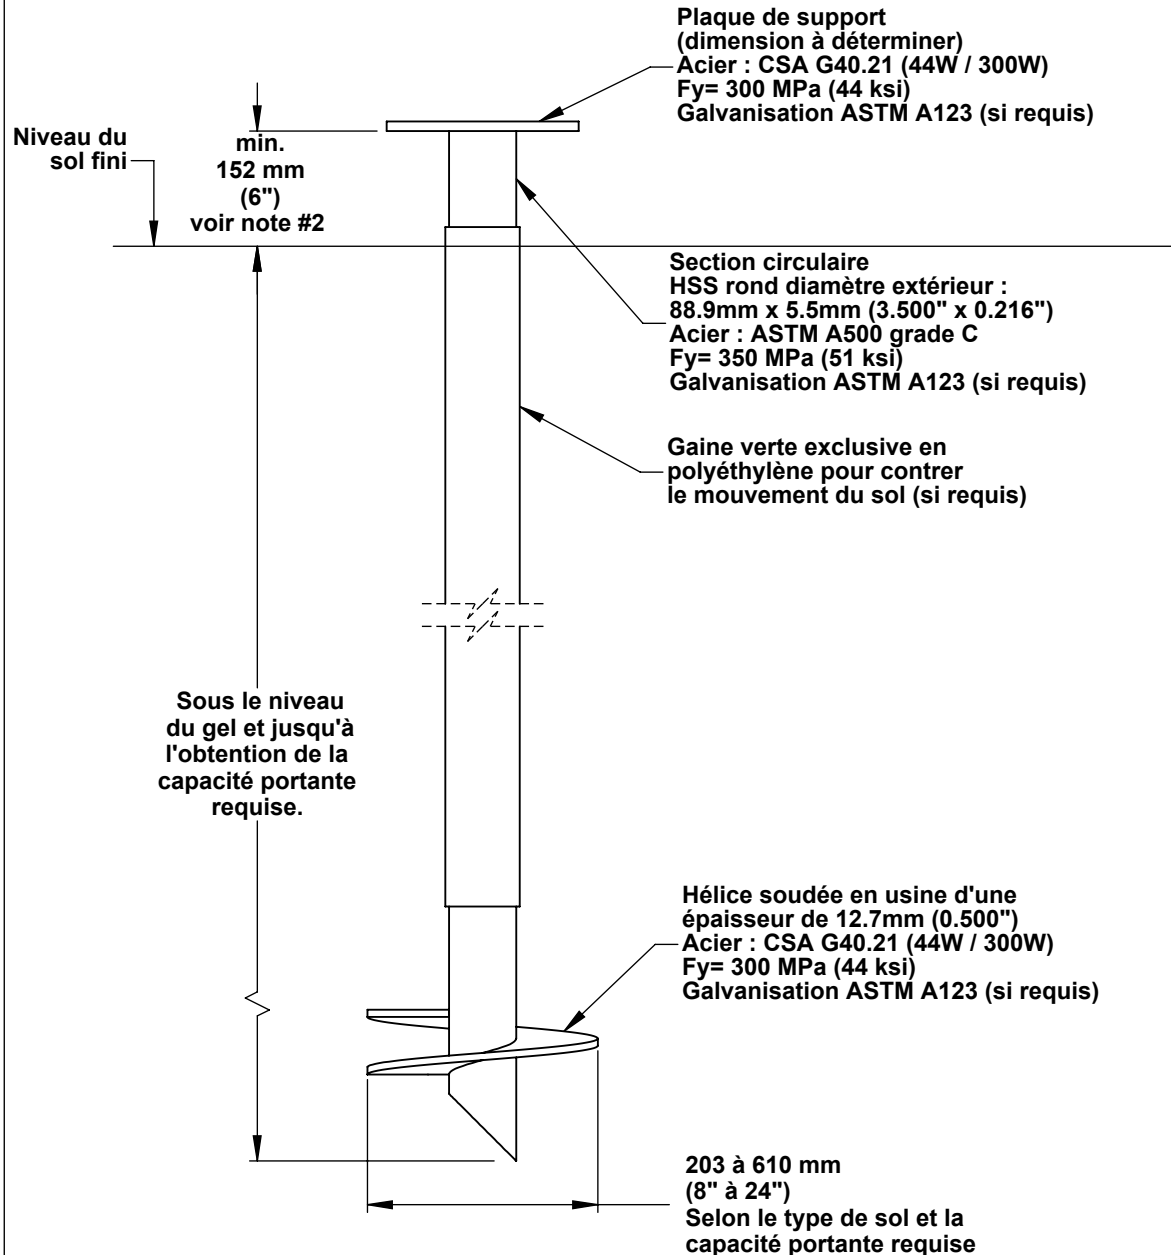 Plaque de support
(dimension à déterminer)
Acier : CSA G40.21 (44W / 300W)
Fy= 300 MPa (44 ksi)
Galvanisation ASTM A123 (si requis)
Niveau du
sol fini
min.
152 mm
(6")
voir note #2
Section circulaire
HSS rond diamètre extérieur :
88.9mm x 5.5mm (3.500" x 0.216")
Acier : ASTM A500 grade C
Fy= 350 MPa (51 ksi)
Galvanisation ASTM A123 (si requis)
Gaine verte exclusive en
polyéthylène pour contrer
le mouvement du sol (si requis)
Sous le niveau
du gel et jusqu'à
l'obtention de la
capacité portante
requise.
Hélice soudée en usine d'une
épaisseur de 12.7mm (0.500")
Acier : CSA G40.21 (44W / 300W)
Fy= 300 MPa (44 ksi)
Galvanisation ASTM A123 (si requis)
203 à 610 mm
(8" à 24")
Selon le type de sol et la
capacité portante requise